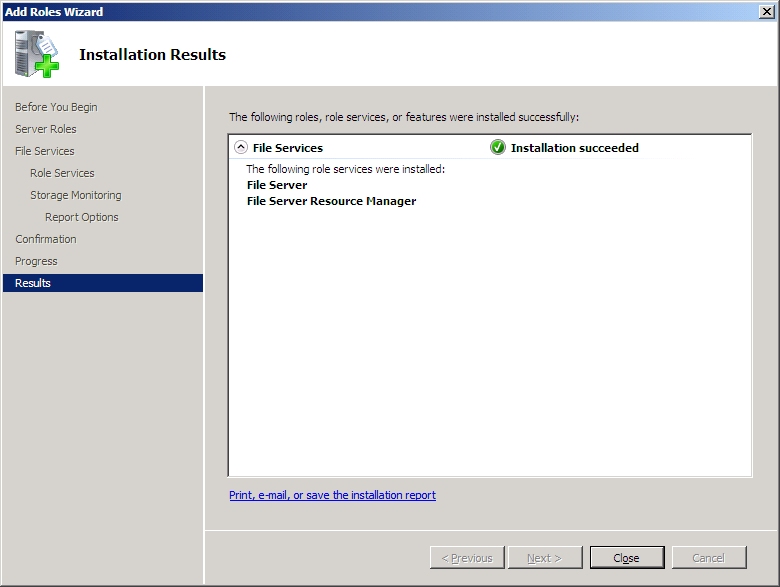 Add Roles Wizard
Installation Results
Before You Begin
Server Roles
File Services
Role Services
Storage Monitoring
Report Options
Confirmation
Progress
Results
The following roles, role services, or features were installed successfully:
File Services
Installation succeeded
The following role services were installed:
File Server
File Server Resource Manager
Print, e-mail, or save the installation report
< Previous
Next >
Close
Cancel